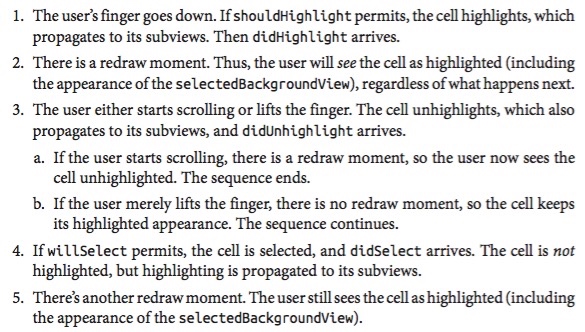 1. The user's finger goes down. If shouldHighlight permits, the cell highlights, which
propagates to its subviews. Then didHighlight arrives.
2. There is a redraw moment. Thus, the user will see the cell as highlighted (including
the appearance of the selectedBackgroundView), regardless of what happens next.
3. The user either starts scrolling or lifts the finger. The cell unhighlights, which also
propagates to its subviews, and didUnhighlight arrives.
a. If the user starts scrolling, there is a redraw moment, so the user now sees the
cell unhighlighted. The sequence ends.
b. If the user merely lifts the finger, there is no redraw moment, so the cell keeps
its highlighted appearance. The sequence continues.
4. If willSelect permits, the cell is selected, and didSelect arrives. The cell is not
highlighted, but highlighting is propagated to its subviews.
5. There's another redraw moment. The user still sees the cell as highlighted (including
the appearance of the selectedBackgroundView).